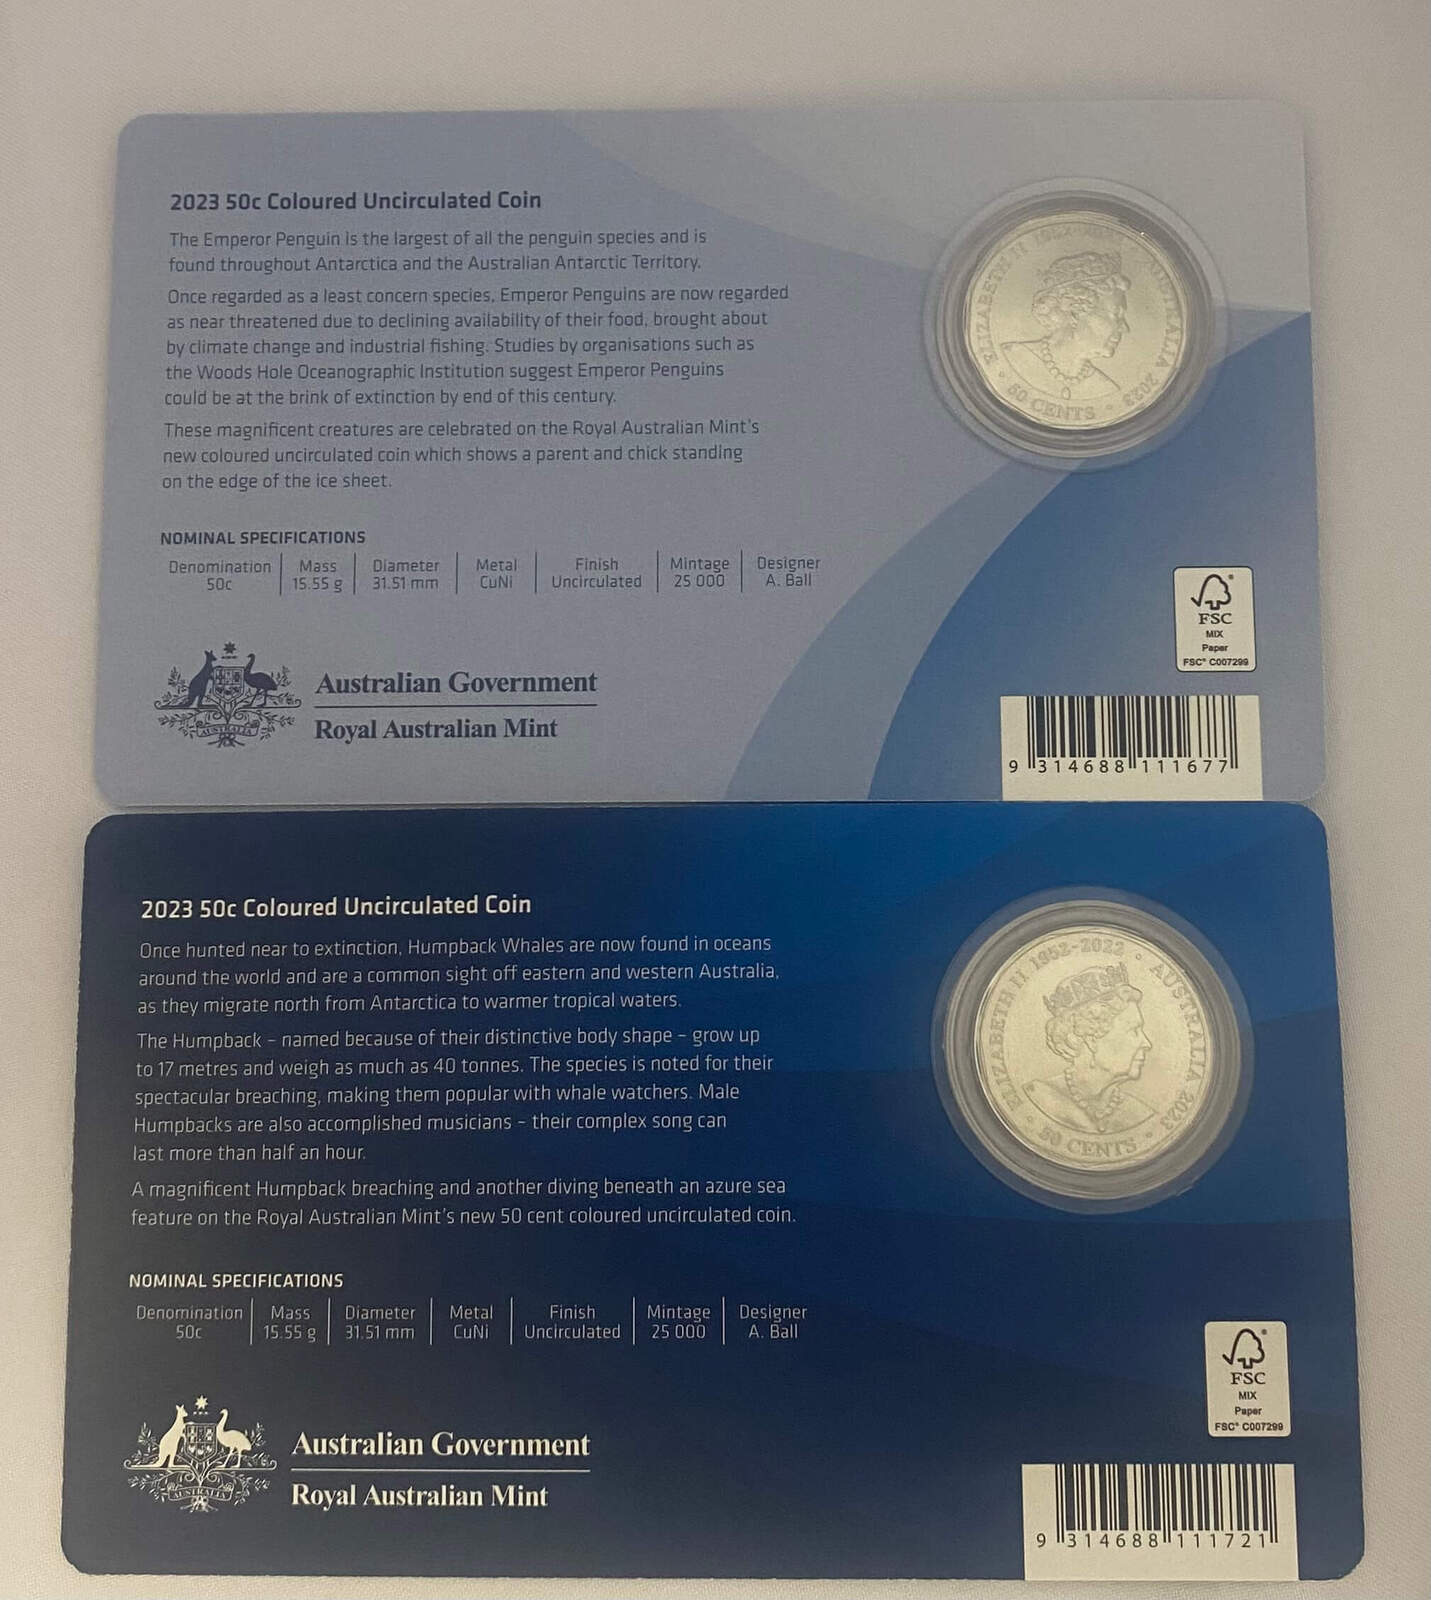 2023 50c Coloured Uncirculated Coin
The Emperor Penguin is the largest of all the penguin species and is
found throughout Antarctica and the Australian Antarctic Territory.
Once regarded as a least concern species, Emperor Penguins are now regarded
as near threatened due to declining availability of their food, brought about
by climate change and industrial fishing. Studies by organisations such as
the Woods Hole Oceanographic Institution suggest Emperor Penguins
could be at the brink of extinction by end of this century.
These magnificent creatures are celebrated on the Royal Australian Mint's
new coloured uncirculated coin which shows a parent and chick standing
on the edge of the ice sheet.
ELIZABETH II 1952-2022 • AUSTRALIA 2023 •
50 CENTS •
NOMINAL SPECIFICATIONS
Denomination Mass Diameter Metal Finish Mintage Designer
50c 15.55 g 31.51 mm CuNi Uncirculated 25 000 A. Ball
AUSTRALIA
Australian Government
Royal Australian Mint
FSC®
MIX
Paper
FSC® C007299
9 314688 111677
2023 50c Coloured Uncirculated Coin
Once hunted near to extinction, Humpback Whales are now found in oceans
around the world and are a common sight off eastern and western Australia,
as they migrate north from Antarctica to warmer tropical waters.
The Humpback – named because of their distinctive body shape – grow up
to 17 metres and weigh as much as 40 tonnes. The species is noted for their
spectacular breaching, making them popular with whale watchers. Male
Humpbacks are also accomplished musicians – their complex song can
last more than half an hour.
A magnificent Humpback breaching and another diving beneath an azure sea
feature on the Royal Australian Mint's new 50 cent coloured uncirculated coin.
ELIZABETH II 1952-2022 • AUSTRALIA 2023 •
50 CENTS •
NOMINAL SPECIFICATIONS
Denomination Mass Diameter Metal Finish Mintage Designer
50c 15.55 g 31.51 mm CuNi Uncirculated 25 000 A. Ball
AUSTRALIA
Australian Government
Royal Australian Mint
FSC®
MIX
Paper
FSC® C007299
9 314688 111721